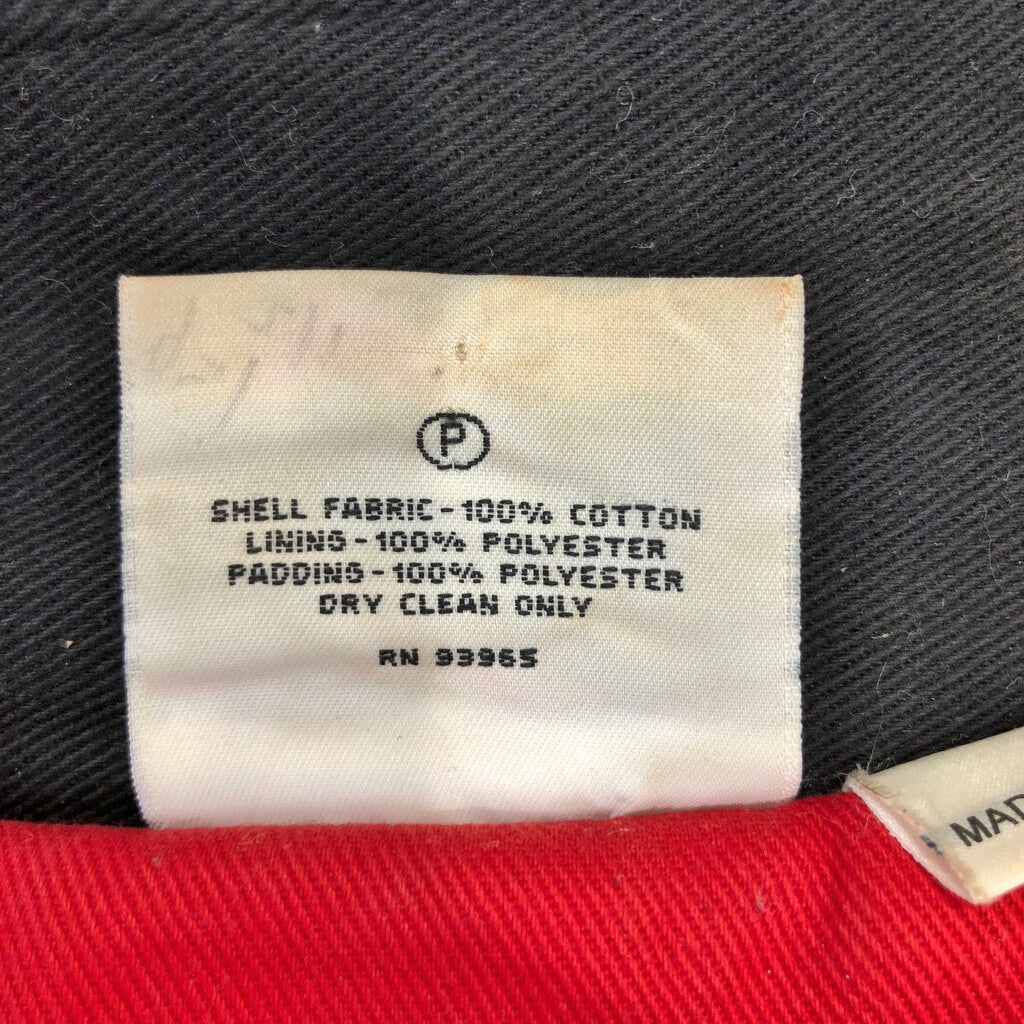 P
SHELL FABRIC-100% COTTON
LINING-100% POLYESTER
PADDING-100% POLYESTER
DRY CLEAN ONLY
RN 93965
MAD